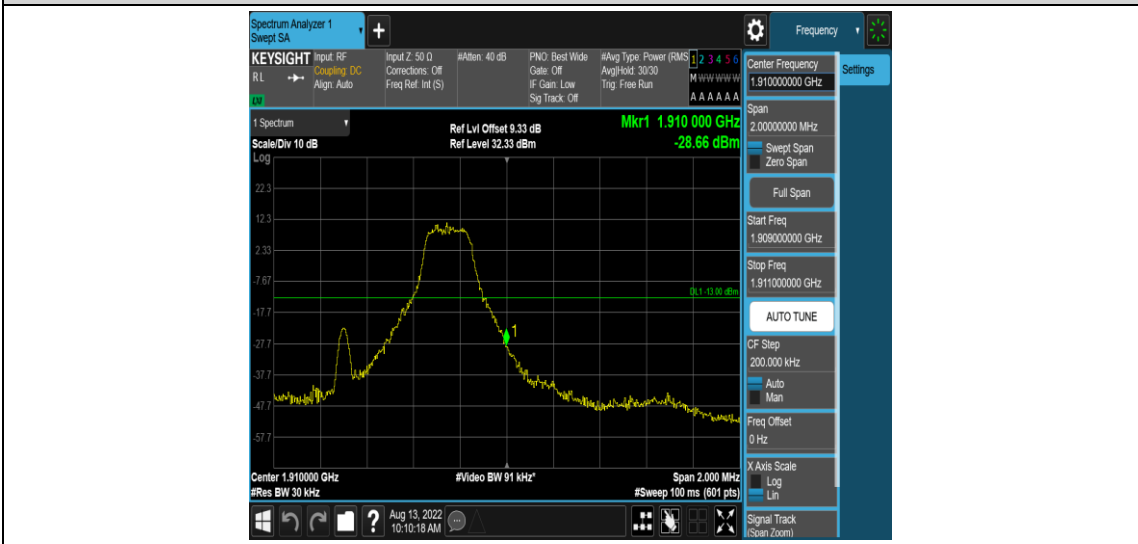 Spectrum Analyzer 1
Swept SA
+
Frequency
KEYSIGHT
RL
LXI
Input: RF
Coupling: DC
Align: Auto
Input Z: 50 Ω
Corrections: Off
Freq Ref: Int (S)
#Atten: 40 dB
PNO: Best Wide
Gate: Off
IF Gain: Low
Sig Track: Off
#Avg Type: Power (RMS
Avg|Hold: 30/30
Trig: Free Run
1 2 3 4 5 6
M W W W W W
A A A A A A
1 Spectrum
Scale/Div 10 dB
Log
Ref Lvl Offset 9.33 dB
Ref Level 32.33 dBm
Mkr1 1.910 000 GHz
-28.66 dBm
22.3
12.3
2.33
-7.67
-17.7
-27.7
-37.7
-47.7
-57.7
DL1 -13.00 dBm
1
Center 1.910000 GHz
#Res BW 30 kHz
#Video BW 91 kHz*
Span 2.000 MHz
#Sweep 100 ms (601 pts)
Center Frequency
1.910000000 GHz
Settings
Span
2.00000000 MHz
Swept Span
Zero Span
Full Span
Start Freq
1.909000000 GHz
Stop Freq
1.911000000 GHz
AUTO TUNE
CF Step
200.000 kHz
Auto
Man
Freq Offset
0 Hz
X Axis Scale
Log
Lin
Signal Track
(Span Zoom)
?
Aug 13, 2022
10:10:18 AM